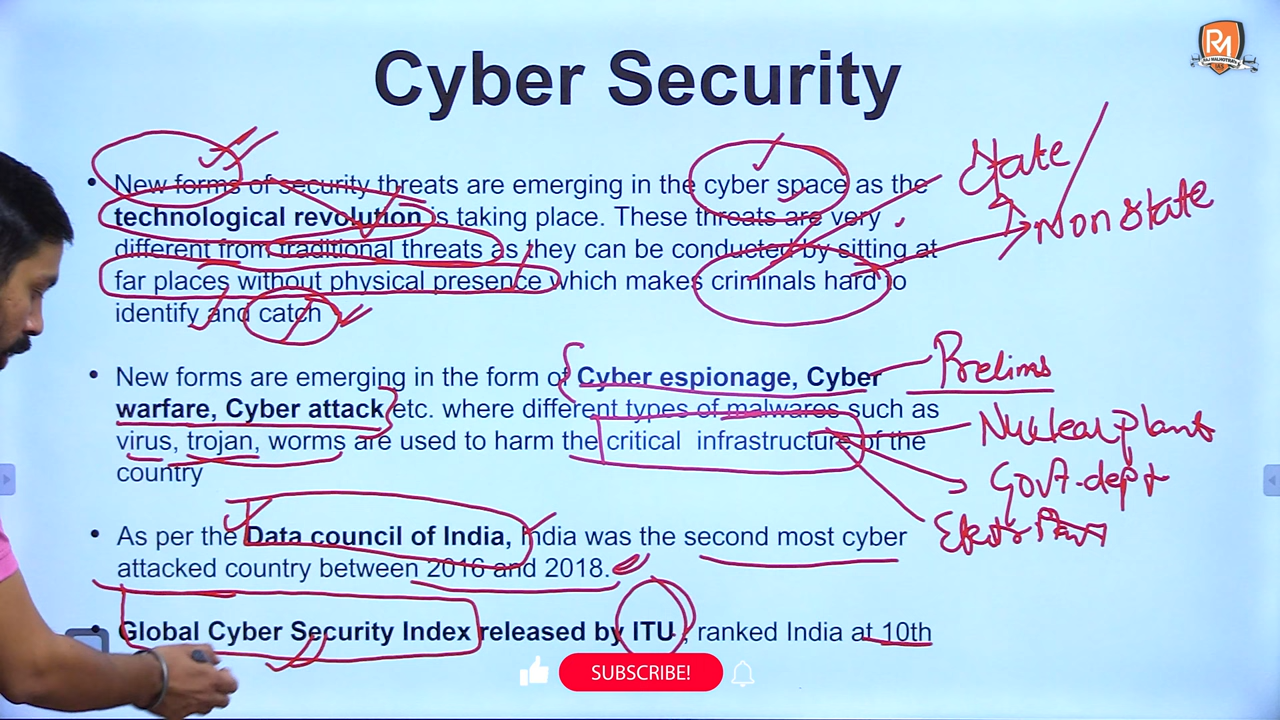 RM
RAJ MALHOTRA'S
IAS
Cyber Security
• New forms of security threats are emerging in the cyber space as the
technological revolution is taking place. These threats are very
different from traditional threats as they can be conducted by sitting at
far places without physical presence which makes criminals hard to
identify and catch
State
Non State
• New forms are emerging in the form of Cyber espionage, Cyber
warfare, Cyber attack etc. where different types of malwares such as
virus, trojan, worms are used to harm the critical infrastructure of the
country
Prelims
Nuclear plants
Govt-dept
• As per the Data council of India, India was the second most cyber
attacked country between 2016 and 2018.
• Global Cyber Security Index released by ITU , ranked India at 10th
SUBSCRIBE!